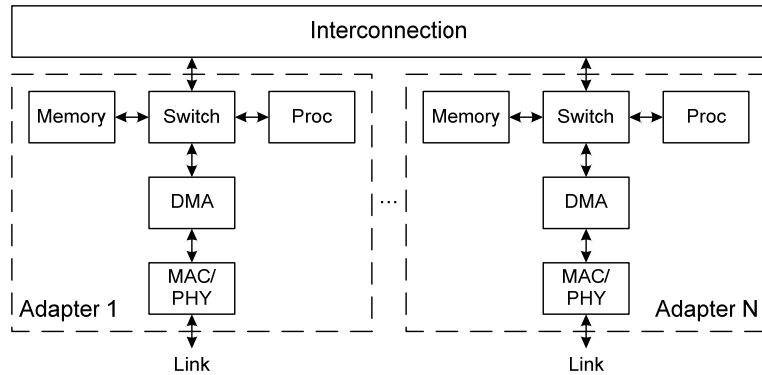 Interconnection
Memory
Switch
Proc
DMA
MAC/
PHY
Adapter 1
Link
...
Memory
Switch
Proc
DMA
MAC/
PHY
Adapter N
Link